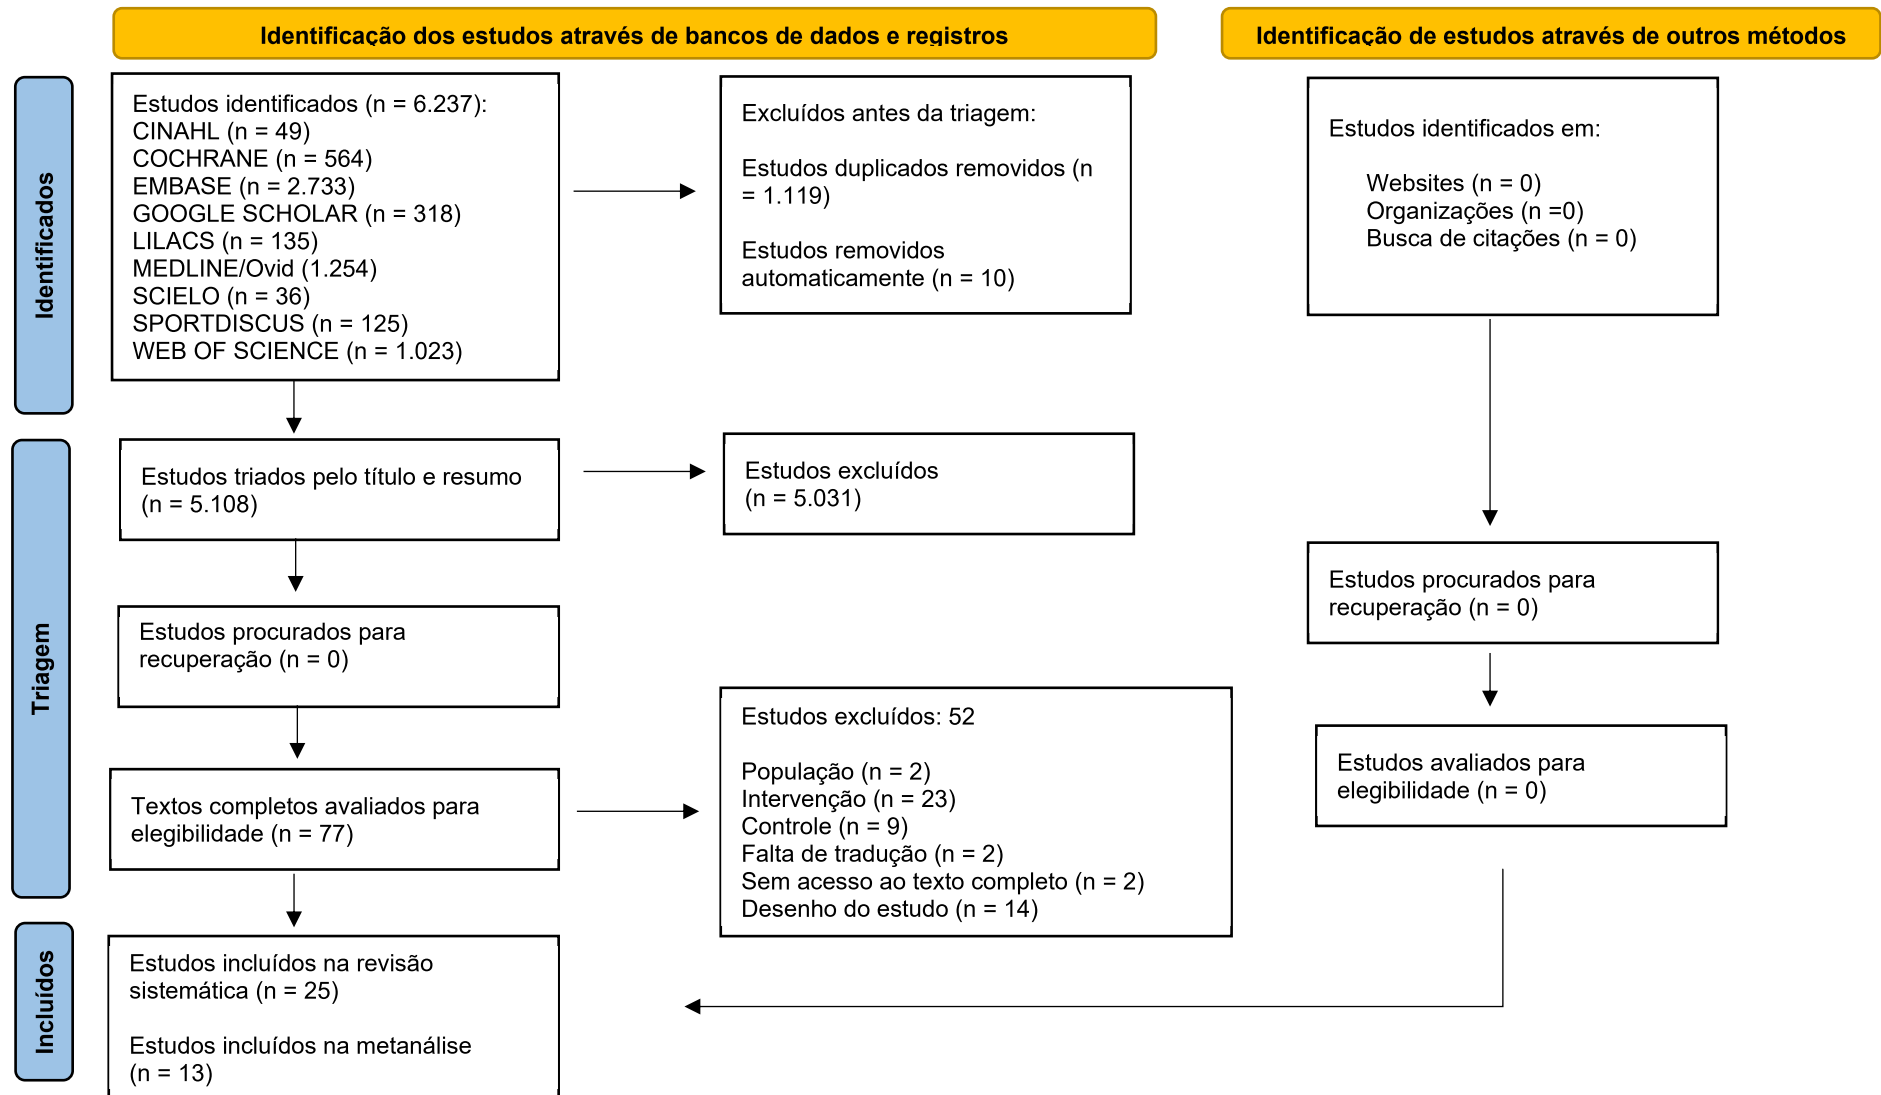 Identificação dos estudos através de bancos de dados e registros
Identificação de estudos através de outros métodos
Identificados
Estudos identificados (n = 6.237):
CINAHL (n = 49)
COCHRANE (n = 564)
EMBASE (n = 2.733)
GOOGLE SCHOLAR (n = 318)
LILACS (n = 135)
MEDLINE/Ovid (1.254)
SCIELO (n = 36)
SPORTDISCUS (n = 125)
WEB OF SCIENCE (n = 1.023)
Excluídos antes da triagem:
Estudos duplicados removidos (n
= 1.119)
Estudos removidos
automaticamente (n = 10)
Estudos identificados em:
Websites (n = 0)
Organizações (n =0)
Busca de citações (n = 0)
Triagem
Estudos triados pelo título e resumo
(n = 5.108)
Estudos excluídos
(n = 5.031)
Estudos procurados para
recuperação (n = 0)
Estudos procurados para
recuperação (n = 0)
Textos completos avaliados para
elegibilidade (n = 77)
Estudos excluídos: 52
População (n = 2)
Intervenção (n = 23)
Controle (n = 9)
Falta de tradução (n = 2)
Sem acesso ao texto completo (n = 2)
Desenho do estudo (n = 14)
Estudos avaliados para
elegibilidade (n = 0)
Incluídos
Estudos incluídos na revisão
sistemática (n = 25)
Estudos incluídos na metanálise
(n = 13)